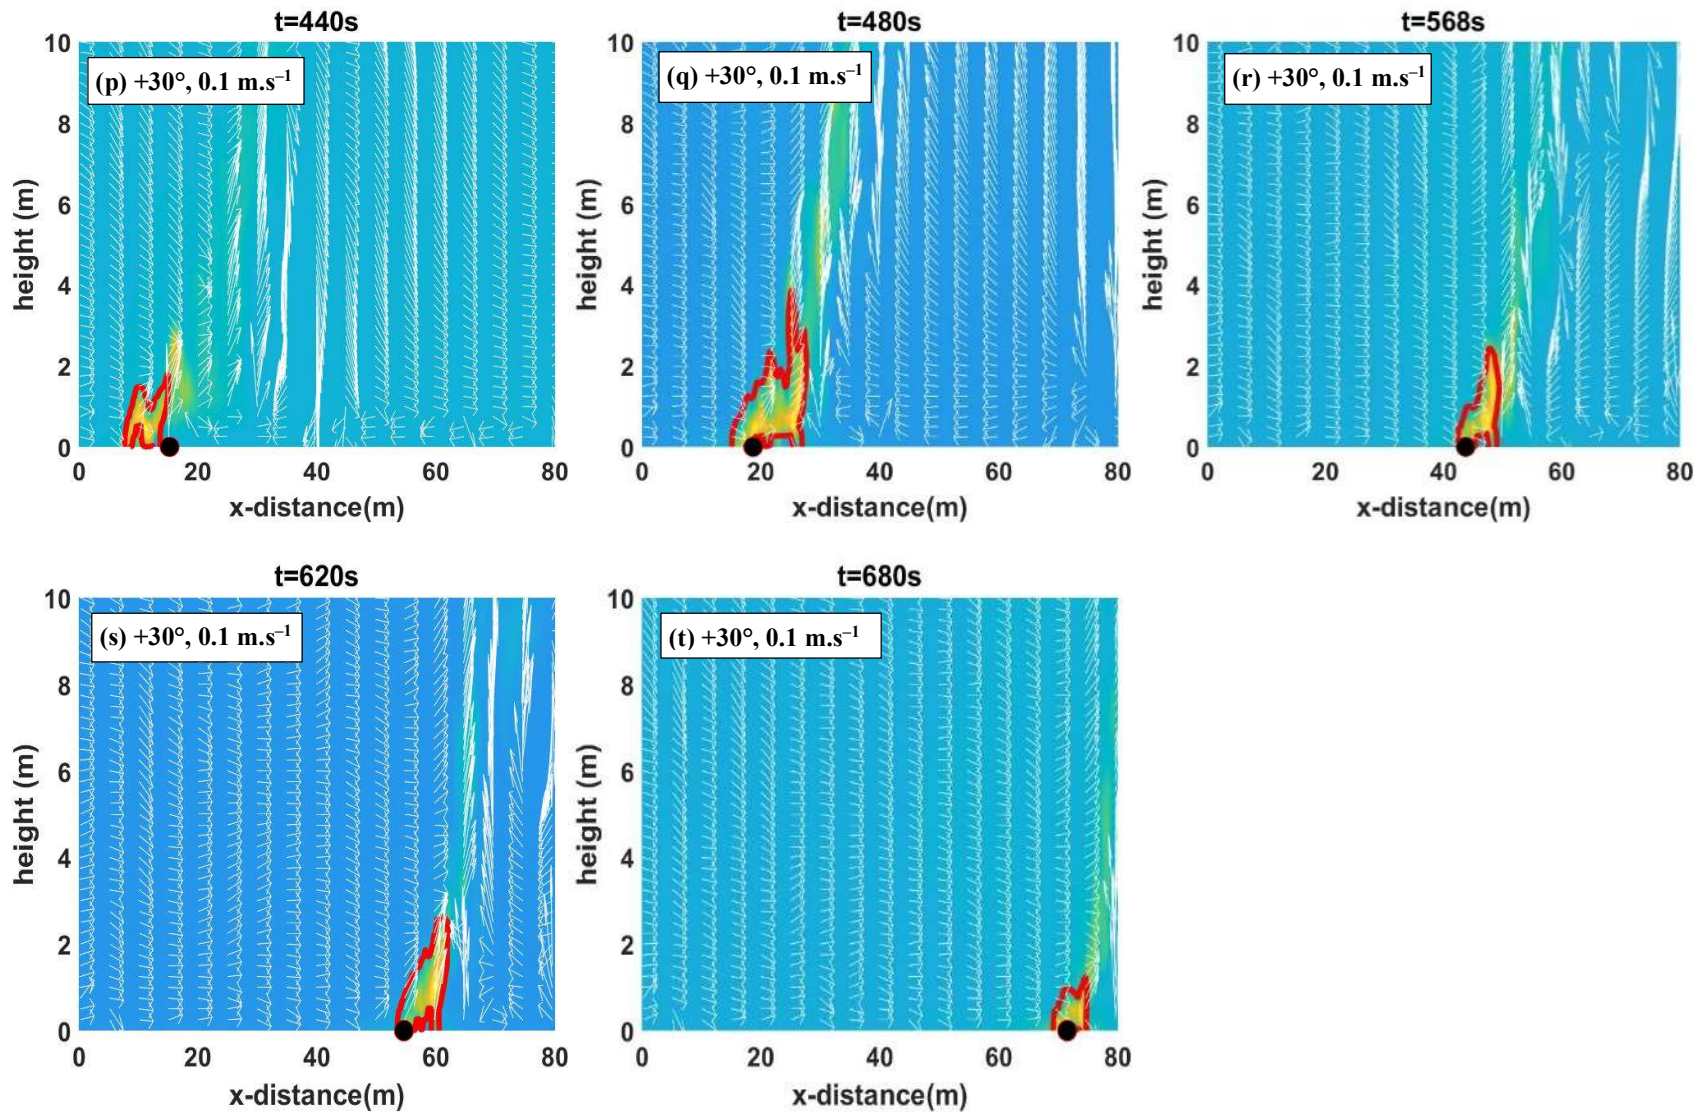 t=440s
(p) +30°, 0.1 m.s⁻¹
10
8
6
4
2
0
height (m)
0 20 40 60 80
x-distance(m)
t=480s
(q) +30°, 0.1 m.s⁻¹
10
8
6
4
2
0
height (m)
0 20 40 60 80
x-distance(m)
t=568s
(r) +30°, 0.1 m.s⁻¹
10
8
6
4
2
0
height (m)
0 20 40 60 80
x-distance(m)
t=620s
(s) +30°, 0.1 m.s⁻¹
10
8
6
4
2
0
height (m)
0 20 40 60 80
x-distance(m)
t=680s
(t) +30°, 0.1 m.s⁻¹
10
8
6
4
2
0
height (m)
0 20 40 60 80
x-distance(m)